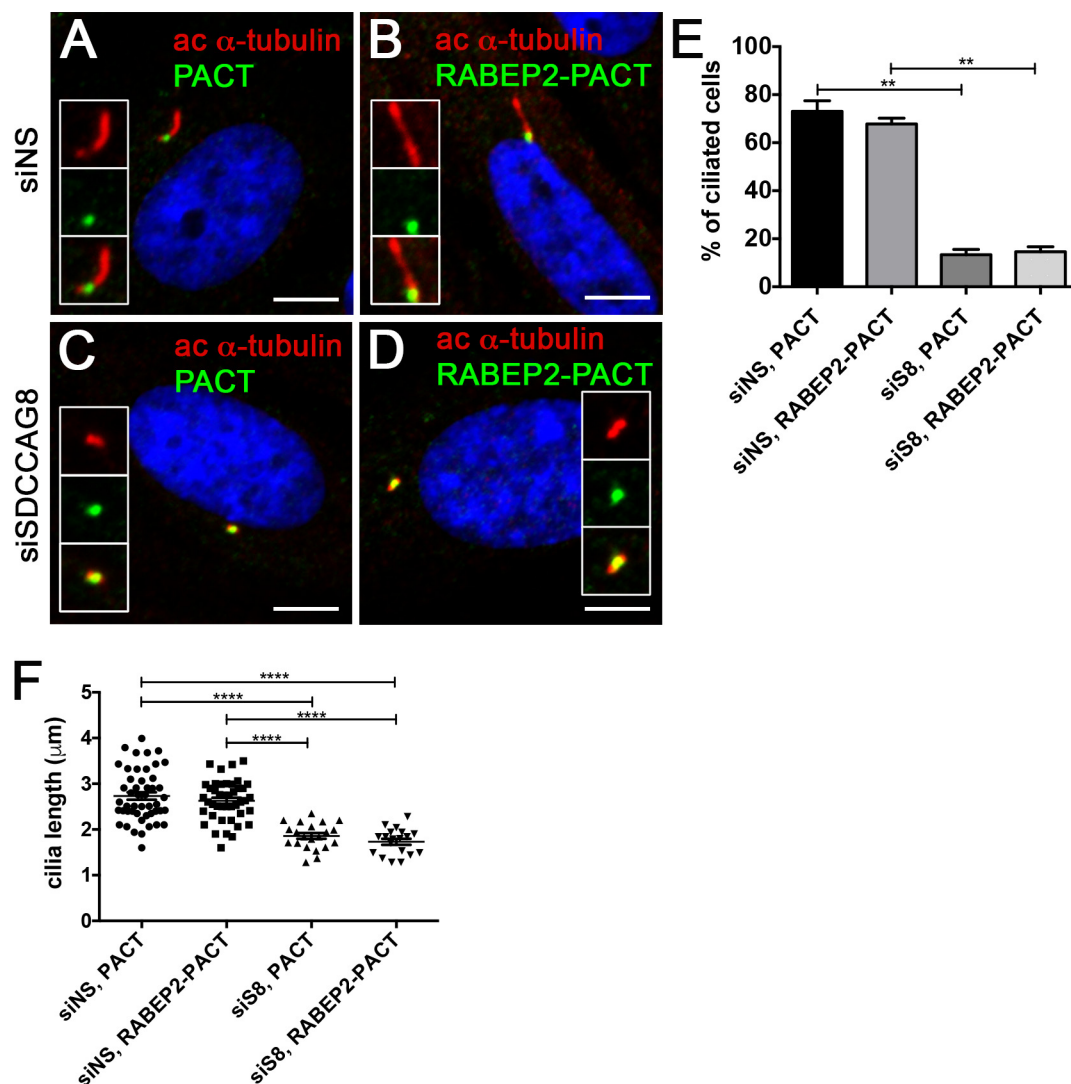 A
ac α-tubulin
PACT
B
ac α-tubulin
RABEP2-PACT
siNS
C
ac α-tubulin
PACT
D
ac α-tubulin
RABEP2-PACT
siSDCCAG8
E
% of ciliated cells
100
80
60
40
20
0
**
**
siNS, PACT
siNS, RABEP2-PACT
siS8, PACT
siS8, RABEP2-PACT
F
cilia length (μm)
5
4
3
2
1
0
****
****
****
****
siNS, PACT
siNS, RABEP2-PACT
siS8, PACT
siS8, RABEP2-PACT